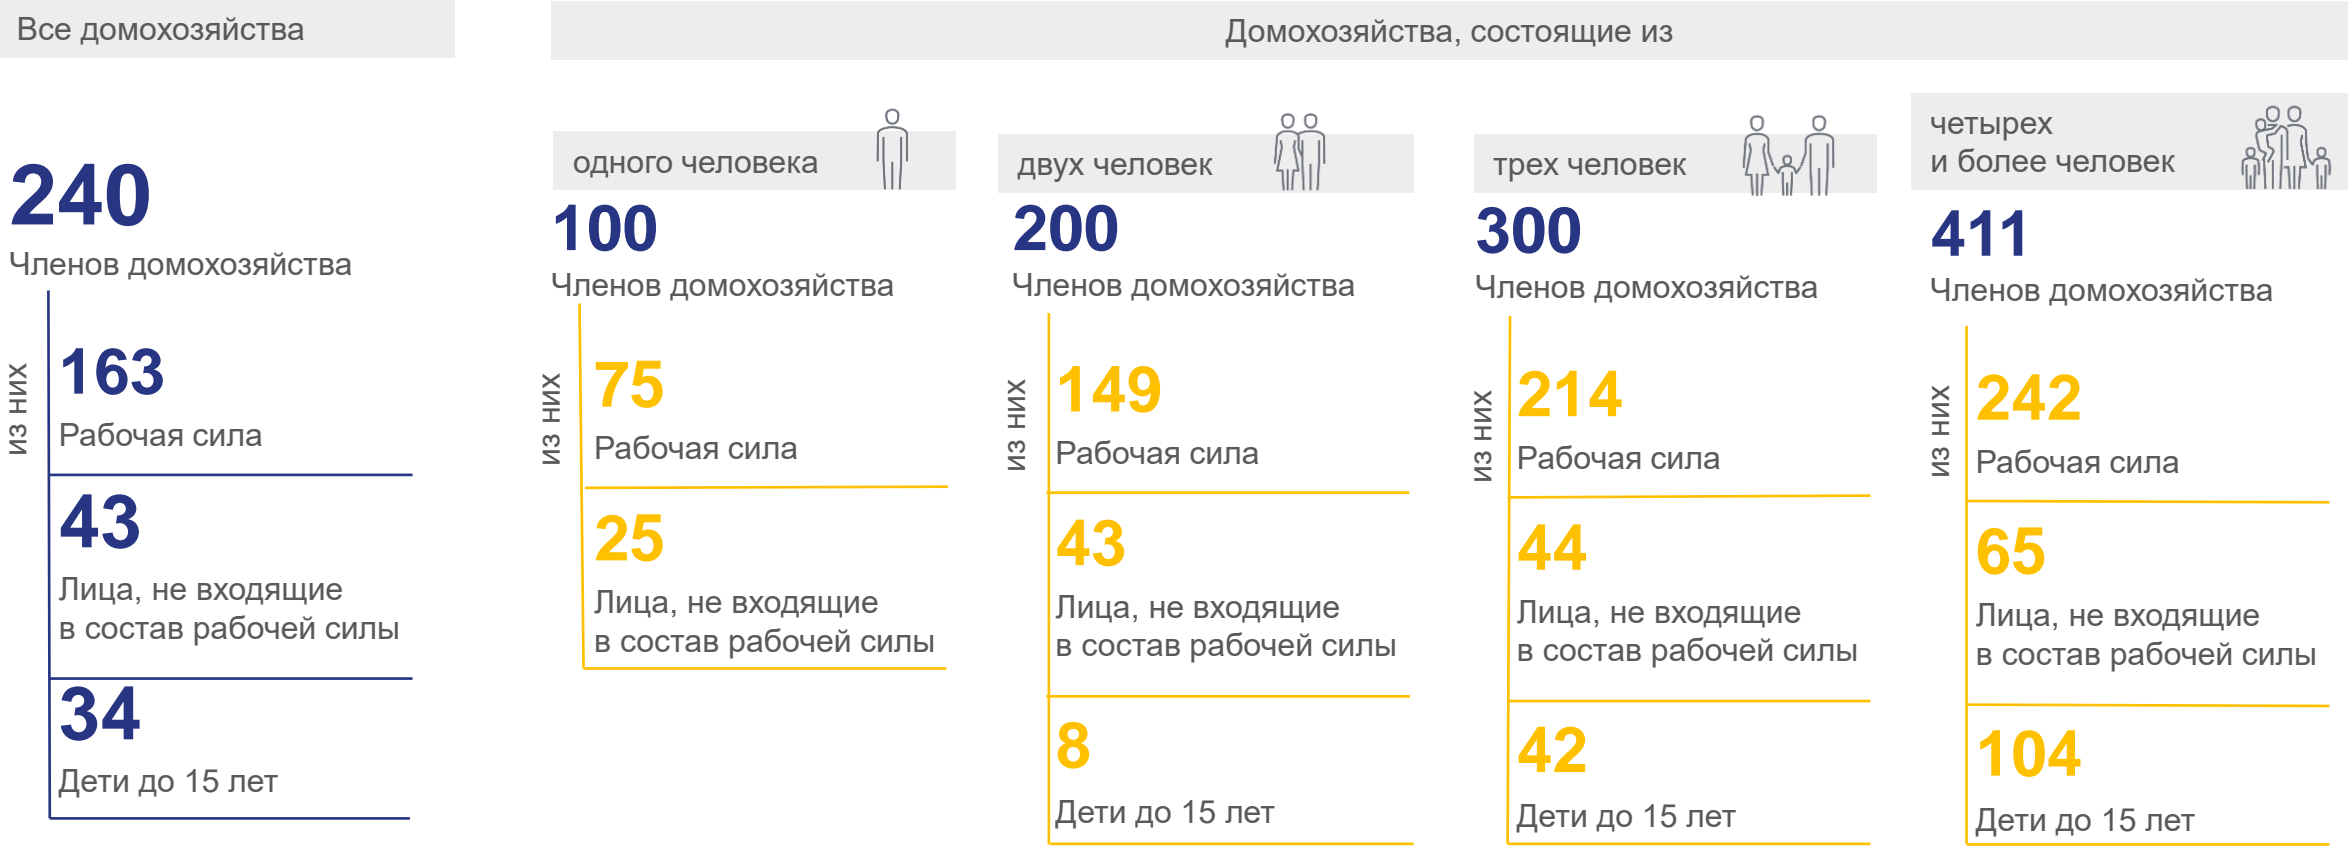 Все домохозяйства
240
Членов домохозяйства
из них
163
Рабочая сила
43
Лица, не входящие
в состав рабочей силы
34
Дети до 15 лет
Домохозяйства, состоящие из
одного человека
100
Членов домохозяйства
из них
75
Рабочая сила
25
Лица, не входящие
в состав рабочей силы
двух человек
200
Членов домохозяйства
из них
149
Рабочая сила
43
Лица, не входящие
в состав рабочей силы
8
Дети до 15 лет
трех человек
300
Членов домохозяйства
из них
214
Рабочая сила
44
Лица, не входящие
в состав рабочей силы
42
Дети до 15 лет
четырех
и более человек
411
Членов домохозяйства
из них
242
Рабочая сила
65
Лица, не входящие
в состав рабочей силы
104
Дети до 15 лет